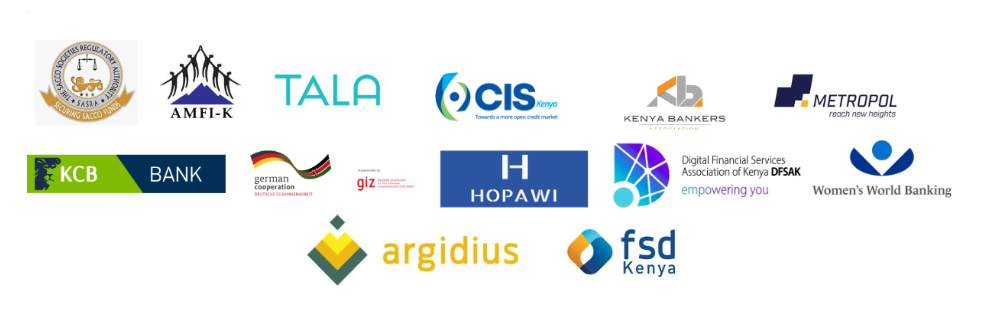 THE SACCO SOCIETIES REGULATORY AUTHORITY
SASRA
SECURING SACCO FUNDS
AMFI-K
TALA
CIS Kenya
Towards a more open credit market
KENYA BANKERS
ASSOCIATION
METROPOL
reach new heights
KCB BANK
german
cooperation
DEUTSCHE ZUSAMMENARBEIT
giz
HOPAWI
Digital Financial Services
Association of Kenya DFSAK
empowering you
Women's World Banking
argidius
fsd
Kenya